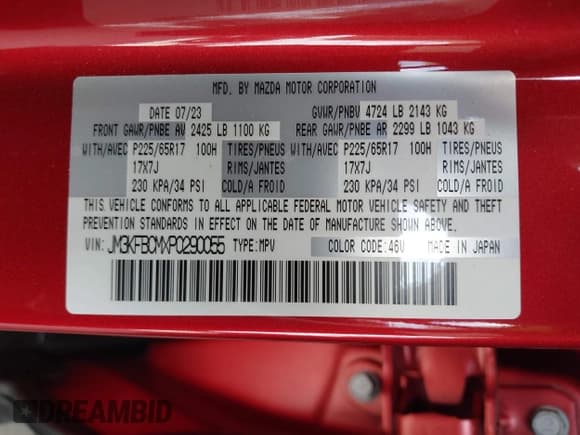 MFD. BY MAZDA MOTOR CORPORATION
DATE 07/23 GVWR/PNBV 4724 LB 2143 KG
FRONT GAWR/PNBE AV 2425 LB 1100 KG REAR GAWR/PNBE AR 2299 LB 1043 KG
WITH/AVEC P225/65R17 100H TIRES/PNEUS WITH/AVEC P225/65R17 100H TIRES/PNEUS
17X7J RIMS/JANTES 17X7J RIMS/JANTES
230 KPA/34 PSI COLD/A FROID 230 KPA/34 PSI COLD/A FROID
THIS VEHICLE CONFORMS TO ALL APPLICABLE FEDERAL MOTOR VEHICLE SAFETY AND THEFT
PREVENTION STANDARDS IN EFFECT ON THE DATE OF MANUFACTURE SHOWN ABOVE.
VIN: JM3KFBCMXP0290055 TYPE:MPV COLOR CODE:46V MADE IN JAPAN
DREAMBID